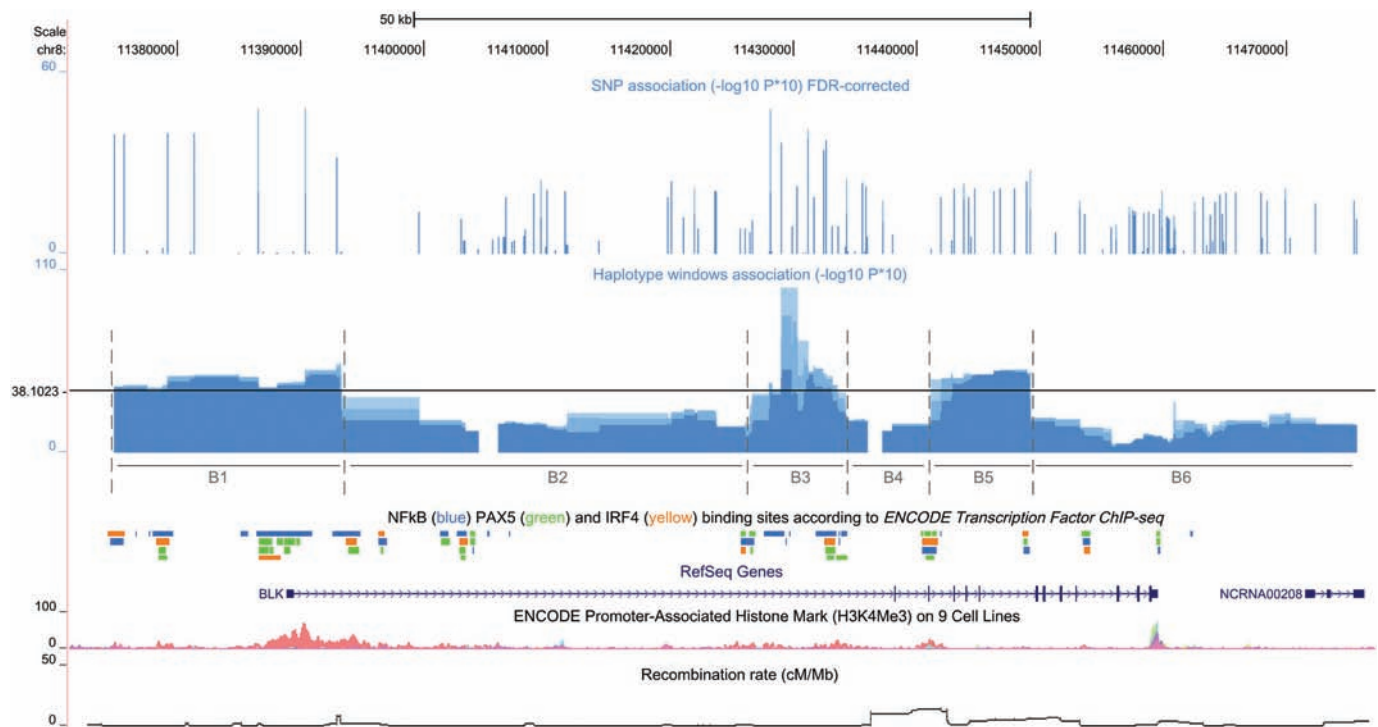 50 kb
Scale
chr8:
11380000 11390000 11400000 11410000 11420000 11430000 11440000 11450000 11460000 11470000
60
SNP association (-log10 P*10) FDR-corrected
0
110
Haplotype windows association (-log10 P*10)
38.1023
0
B1 B2 B3 B4 B5 B6
NFkB (blue) PAX5 (green) and IRF4 (yellow) binding sites according to ENCODE Transcription Factor ChIP-seq
RefSeq Genes
BLK NCRNA00208
100
ENCODE Promoter-Associated Histone Mark (H3K4Me3) on 9 Cell Lines
0
50
Recombination rate (cM/Mb)
0